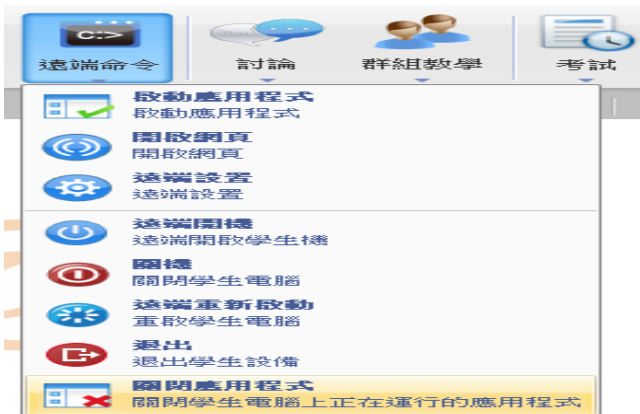 C:>
遠端命令
討論
群組教學
考試
啟動應用程式
啟動應用程式
開啟網頁
開啟網頁
遠端設置
遠端設置
遠端開機
遠端開啟學生機
關機
關閉學生電腦
遠端重新啟動
重啟學生電腦
退出
退出學生設備
關閉應用程式
關閉學生電腦上正在運行的應用程式